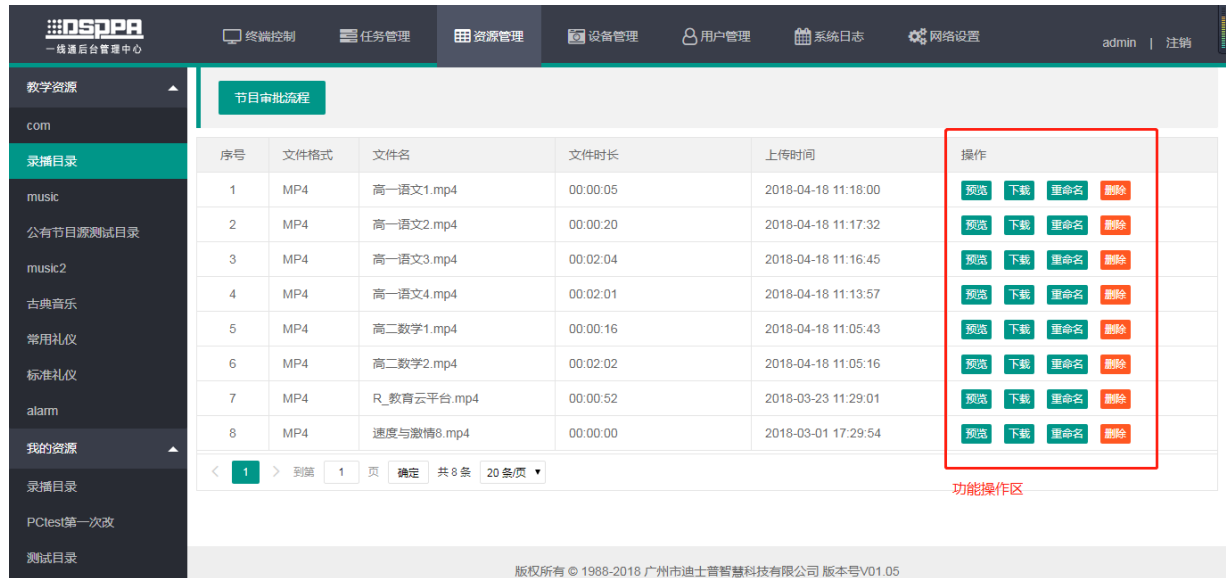 DSPPA
一线通后台管理中心
终端控制 任务管理 资源管理 设备管理 用户管理 系统日志 网络设置 admin | 注销
教学资源
com
录播目录
music
公有节目源测试目录
music2
古典音乐
常用礼仪
标准礼仪
alarm
我的资源
录播目录
PCtest第一次改
测试目录
节目审批流程
序号 文件格式 文件名 文件时长 上传时间 操作
1 MP4 高一语文1.mp4 00:00:05 2018-04-18 11:18:00 预览 下载 重命名 删除
2 MP4 高一语文2.mp4 00:00:20 2018-04-18 11:17:32 预览 下载 重命名 删除
3 MP4 高一语文3.mp4 00:02:04 2018-04-18 11:16:45 预览 下载 重命名 删除
4 MP4 高一语文4.mp4 00:02:01 2018-04-18 11:13:57 预览 下载 重命名 删除
5 MP4 高二数学1.mp4 00:00:16 2018-04-18 11:05:43 预览 下载 重命名 删除
6 MP4 高二数学2.mp4 00:02:02 2018-04-18 11:05:16 预览 下载 重命名 删除
7 MP4 R_教育云平台.mp4 00:00:52 2018-03-23 11:29:01 预览 下载 重命名 删除
8 MP4 速度与激情8.mp4 00:00:00 2018-03-01 17:29:54 预览 下载 重命名 删除
< 1 > 到第 1 页 确定 共 8 条 20 条/页
功能操作区
版权所有 © 1988-2018 广州市迪士普智慧科技有限公司 版本号V01.05